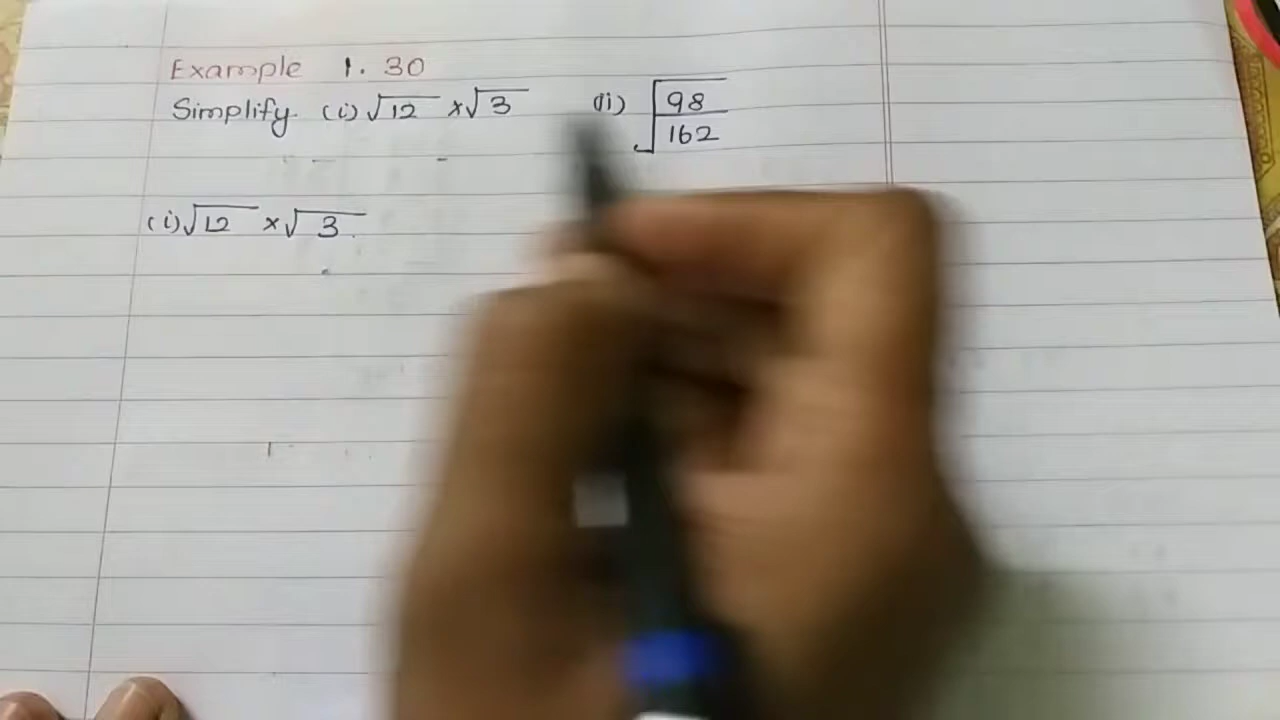 Example 1. 30
Simplify (i) √12 × √3 (ii) √98/162
(i) √12 × √3